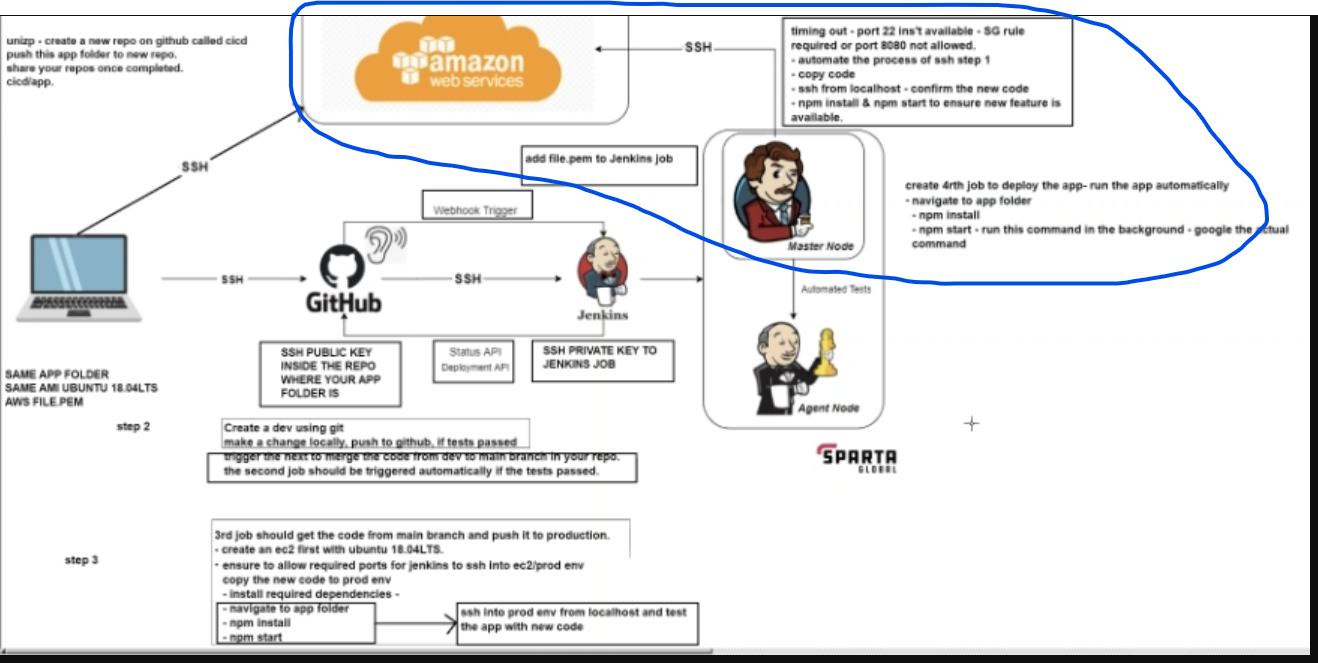 unizp - create a new repo on github called cicd
push this app folder to new repo.
share your repos once completed.
cicd/app.
amazon
web services
SSH
timing out - port 22 ins't available - SG rule
required or port 8080 not allowed.
- automate the process of ssh step 1
- copy code
- ssh from localhost - confirm the new code
- npm install & npm start to ensure new feature is
available.
SSH
add file.pem to Jenkins job
Webhook Trigger
Master Node
create 4rth job to deploy the app- run the app automatically
- navigate to app folder
- npm install
- npm start - run this command in the background - google the actual
command
SSH
GitHub
SSH
Jenkins
Automated Tests
SSH PUBLIC KEY
INSIDE THE REPO
WHERE YOUR APP
FOLDER IS
Status API
Deployment API
SSH PRIVATE KEY TO
JENKINS JOB
Agent Node
SAME APP FOLDER
SAME AMI UBUNTU 18.04LTS
AWS FILE.PEM
step 2
Create a dev using git
make a change locally, push to github, if tests passed
trigger the next to merge the code from dev to main branch in your repo.
the second job should be triggered automatically if the tests passed.
SPARTA
GLOBAL
step 3
3rd job should get the code from main branch and push it to production.
- create an ec2 first with ubuntu 18.04LTS.
- ensure to allow required ports for jenkins to ssh into ec2/prod env
copy the new code to prod env
- install required dependencies -
- navigate to app folder
- npm install
- npm start
ssh into prod env from localhost and test
the app with new code